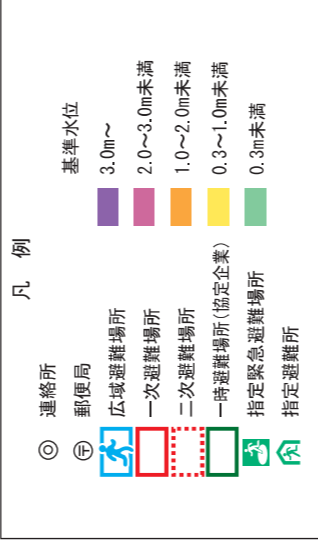 凡 例
◎ 連絡所
〒 郵便局
広域避難場所
一次避難場所
二次避難場所
一時避難場所(協定企業)
指定緊急避難場所
指定避難所
基準水位
3.0m～
2.0～3.0m未満
1.0～2.0m未満
0.3～1.0m未満
0.3m未満